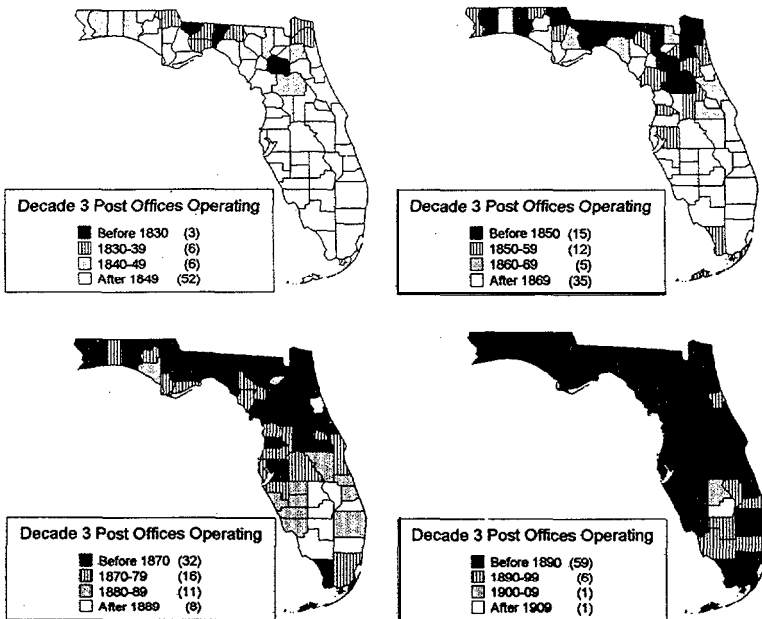 Decade 3 Post Offices Operating
Before 1830 (3)
1830-39 (6)
1840-49 (6)
After 1849 (52)
Decade 3 Post Offices Operating
Before 1850 (15)
1850-59 (12)
1860-69 (5)
After 1869 (35)
Decade 3 Post Offices Operating
Before 1870 (32)
1870-79 (16)
1880-89 (11)
After 1889 (8)
Decade 3 Post Offices Operating
Before 1890 (59)
1890-99 (6)
1900-09 (1)
After 1909 (1)